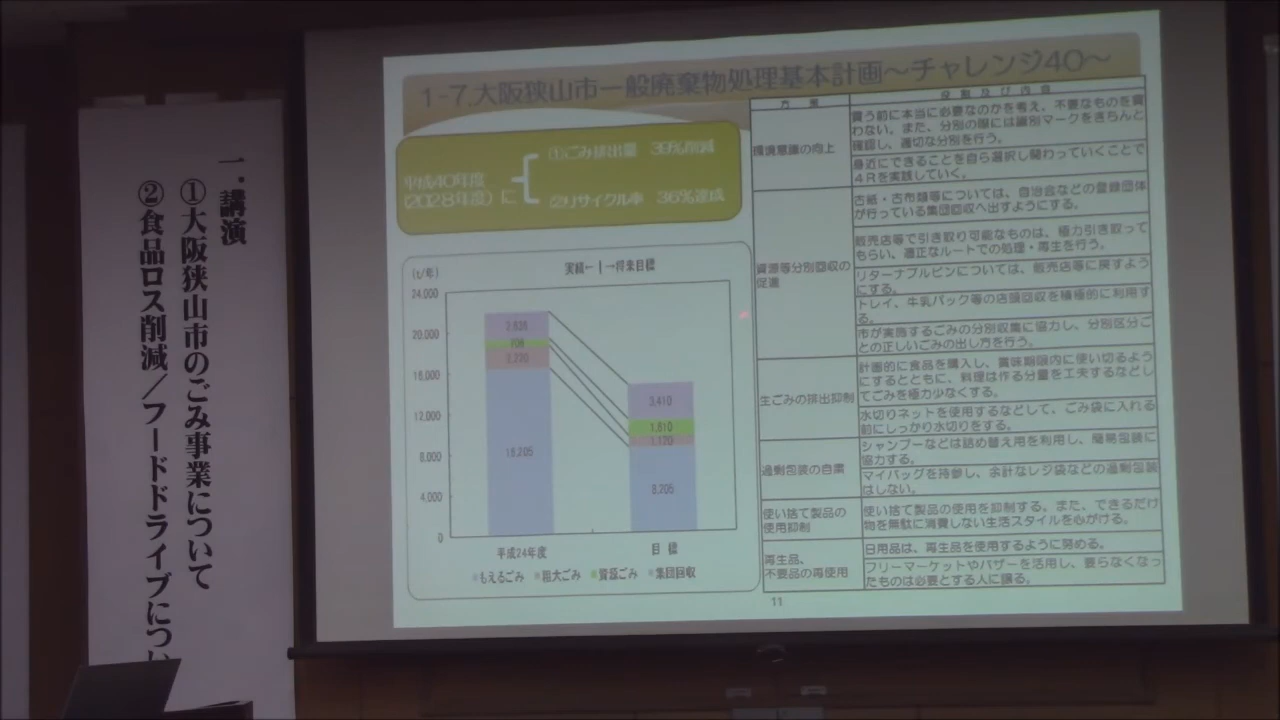 一．講演
①大阪狭山市のごみ事業について
②食品ロス削減／フードドライブについ
1-7.大阪狭山市一般廃棄物処理基本計画～チャレンジ40～
平成40年度
(2028年度)に
①ごみ排出量 39%削減
②リサイクル率 36%達成
(t/年)
実績←|→将来目標
24,000
20,000
16,000
12,000
8,000
4,000
0
2,635
708
16,205
3,410
1,810
1,170
8,205
平成24年度
目標
もえるごみ 粗大ごみ 資源ごみ 集団回収
方策
役割及び内容
環境意識の向上
買う前に本当に必要なのかを考え、不要なものを買
わない。また、分別の際には識別マークをきちんと
確認し、適切な分別を行う。
身近にできることを自ら選択し関わっていくことで
４Rを実践していく。
資源等分別回収の
促進
古紙・古布類等については、自治会などの登録団体
が行っている集団回収へ出すようにする。
販売店等で引き取り可能なものは、極力引き取って
もらい、適正なルートでの処理・再生を行う。
リターナブルビンについては、販売店等に戻すよう
にする。
トレイ、牛乳パック等の店頭回収を積極的に利用す
る。
市が実施するごみの分別収集に協力し、分別区分ご
との正しいごみの出し方を行う。
生ごみの排出抑制
計画的に食品を購入し、賞味期限内に使い切るよう
にするとともに、料理は作る分量を工夫するなどし
てごみを極力少なくする。
水切りネットを使用するなどして、ごみ袋に入れる
前にしっかり水切りをする。
過剰包装の自粛
シャンプーなどは詰め替え用を利用し、簡易包装に
協力する。
マイバッグを持参し、余計なレジ袋などの過剰包装
はしない。
使い捨て製品の
使用抑制
使い捨て製品の使用を抑制する。また、できるだけ
物を無駄に消費しない生活スタイルを心がける。
再生品、
不要品の再使用
日用品は、再生品を使用するように努める。
フリーマーケットやバザーを活用し、要らなくなっ
たものは必要とする人に譲る。
11